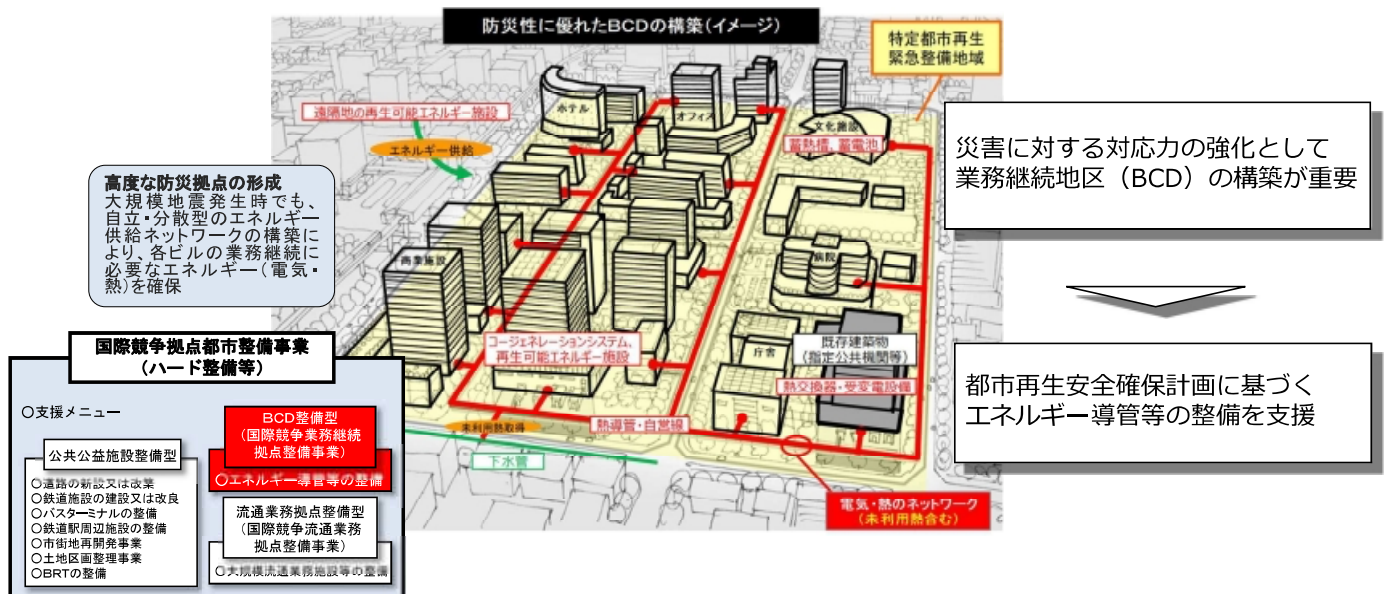 防災性に優れたBCDの構築(イメージ)
特定都市再生
緊急整備地域
遠隔地の再生可能エネルギー施設
エネルギー供給
ホテル
オフィス
文化施設
蓄熱槽、蓄電池
高度な防災拠点の形成
大規模地震発生時でも、
自立・分散型のエネルギー
供給ネットワークの構築に
より、各ビルの業務継続に
必要なエネルギー(電気・
熱)を確保
商業施設
病院
コージェネレーションシステム、
再生可能エネルギー施設
庁舎
既存建築物
(指定公共機関等)
熱交換器・受変電設備
未利用熱取得
熱導管・自営線
下水管
電気・熱のネットワーク
(未利用熱含む)
災害に対する対応力の強化として
業務継続地区(BCD)の構築が重要
都市再生安全確保計画に基づく
エネルギー導管等の整備を支援
国際競争拠点都市整備事業
(ハード整備等)
○支援メニュー
公共公益施設整備型
○道路の新設又は改築
○鉄道施設の建設又は改良
○バスターミナルの整備
○鉄道駅周辺施設の整備
○市街地再開発事業
○土地区画整理事業
○BRTの整備
BCD整備型
(国際競争業務継続
拠点整備事業)
○エネルギー導管等の整備
流通業務拠点整備型
(国際競争流通業務
拠点整備事業)
○大規模流通業務施設等の整備